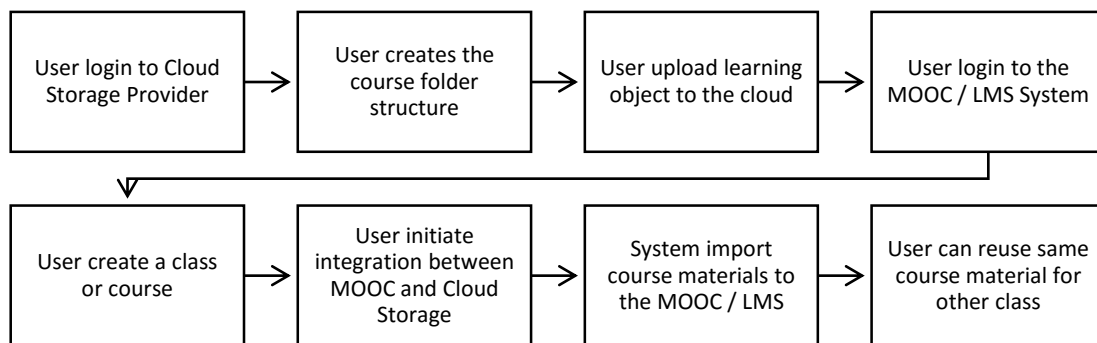 User login to Cloud
Storage Provider
User creates the
course folder
structure
User upload learning
object to the cloud
User login to the
MOOC / LMS System
User create a class
or course
User initiate
integration between
MOOC and Cloud
Storage
System import
course materials to
the MOOC / LMS
User can reuse same
course material for
other class